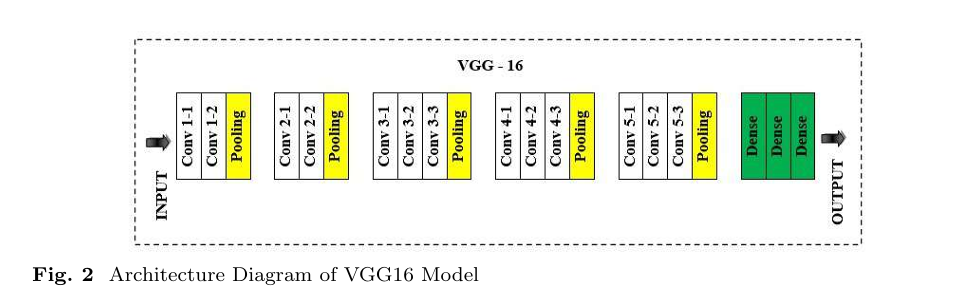 VGG - 16
INPUT
Conv 1-1
Conv 1-2
Pooling
Conv 2-1
Conv 2-2
Pooling
Conv 3-1
Conv 3-2
Conv 3-3
Pooling
Conv 4-1
Conv 4-2
Conv 4-3
Pooling
Conv 5-1
Conv 5-2
Conv 5-3
Pooling
Dense
Dense
Dense
OUTPUT
Fig. 2 Architecture Diagram of VGG16 Model